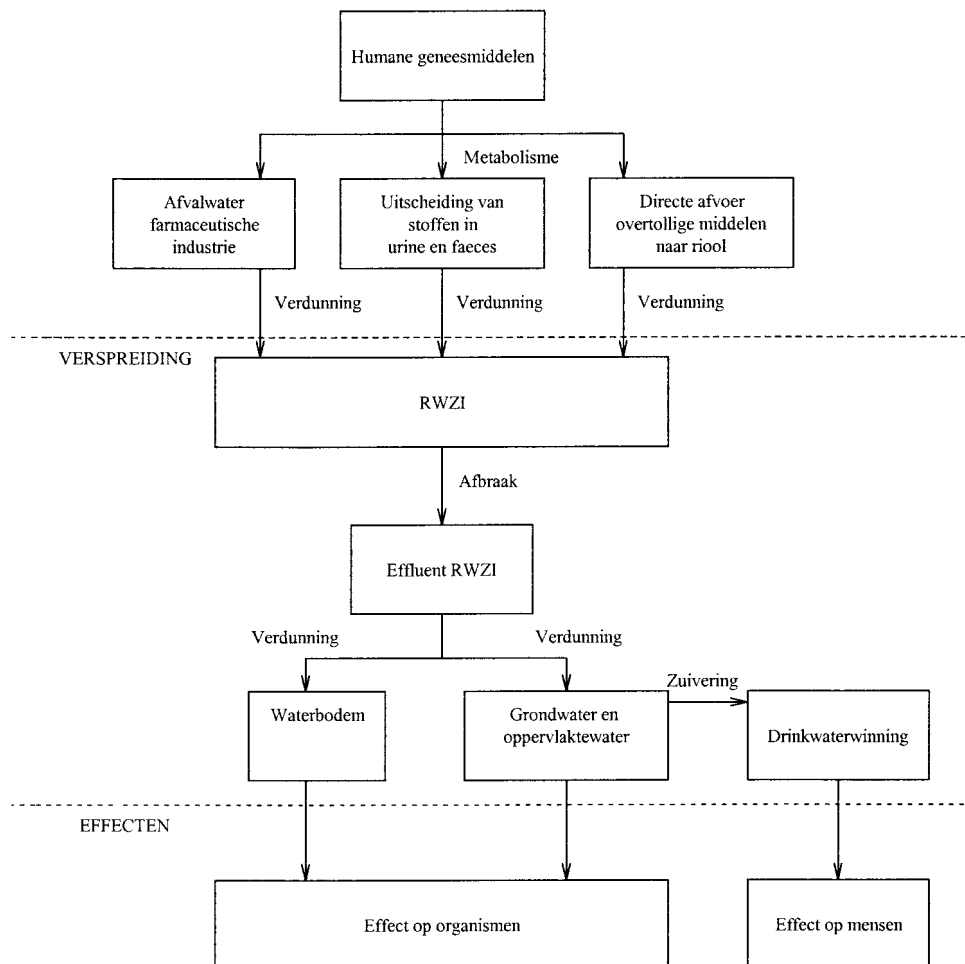 Humane geneesmiddelen
Metabolisme
Afvalwater
farmaceutische
industrie
Uitscheiding van
stoffen in
urine en faeces
Directe afvoer
overtollige middelen
naar riool
Verdunning
Verdunning
Verdunning
VERSPREIDING
RWZI
Afbraak
Effluent RWZI
Verdunning
Verdunning
Zuivering
Waterbodem
Grondwater en
oppervlaktewater
Drinkwaterwinning
EFFECTEN
Effect op organismen
Effect op mensen